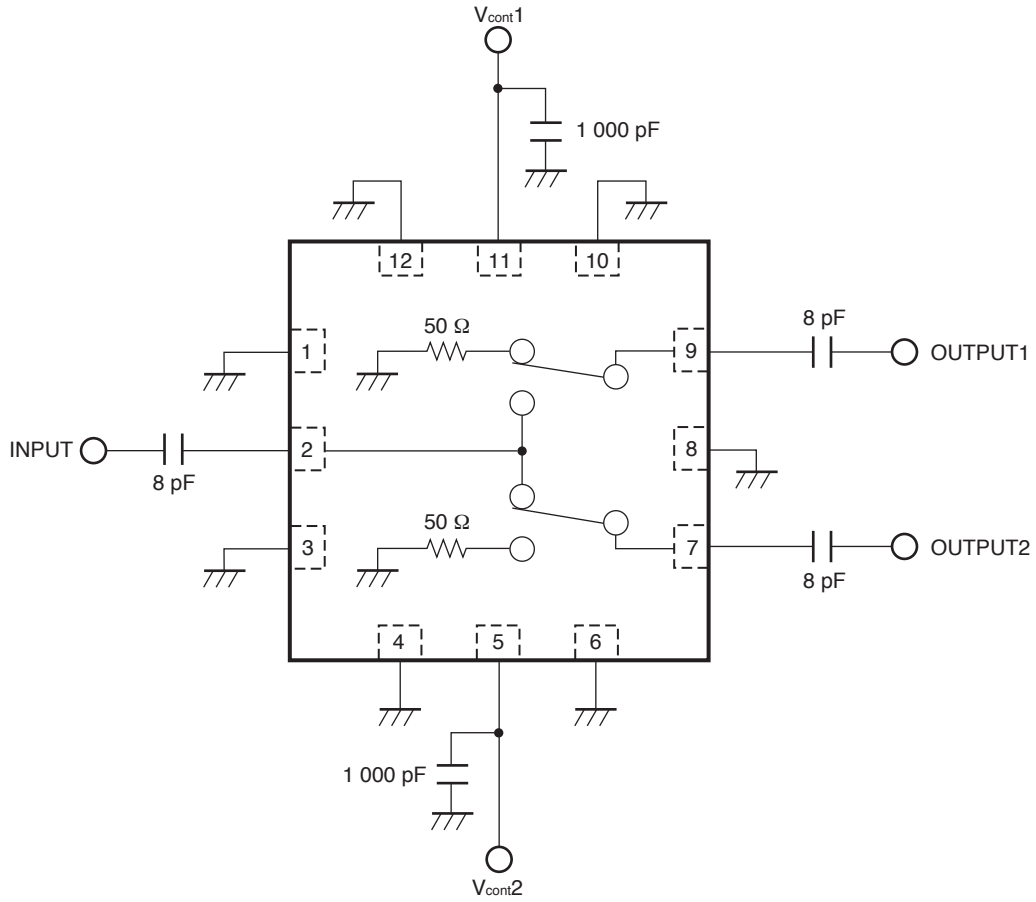 Vcont1
1 000 pF
12
11
10
50 Ω
8 pF
1
9
OUTPUT1
INPUT
2
8
8 pF
50 Ω
3
7
OUTPUT2
8 pF
4
5
6
1 000 pF
Vcont2